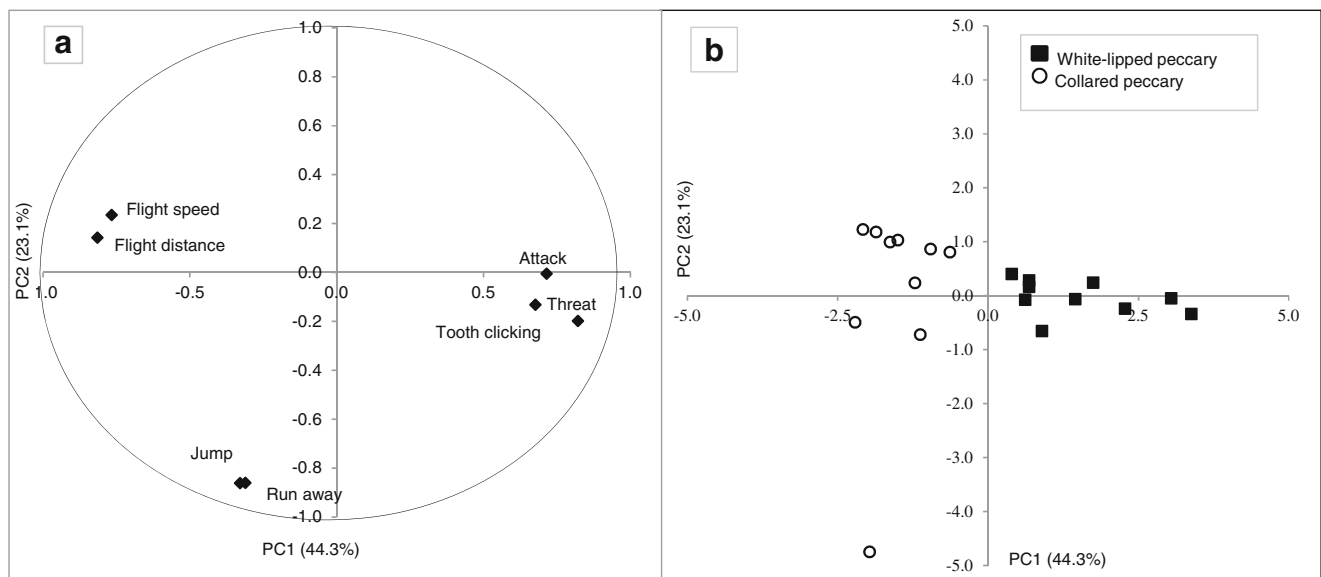 a
1.0
0.8
0.6
0.4
0.2
0.0
-0.2
-0.4
-0.6
-0.8
-1.0
1.0
-0.5
0.0
0.5
1.0
PC2 (23.1%)
Flight speed
Flight distance
Attack
Threat
Tooth clicking
Jump
Run away
PC1 (44.3%)
b
5.0
4.0
3.0
2.0
1.0
0.0
-1.0
-2.0
-3.0
-4.0
-5.0
-5.0
-2.5
0.0
2.5
5.0
PC2 (23.1%)
White-lipped peccary
Collared peccary
PC1 (44.3%)